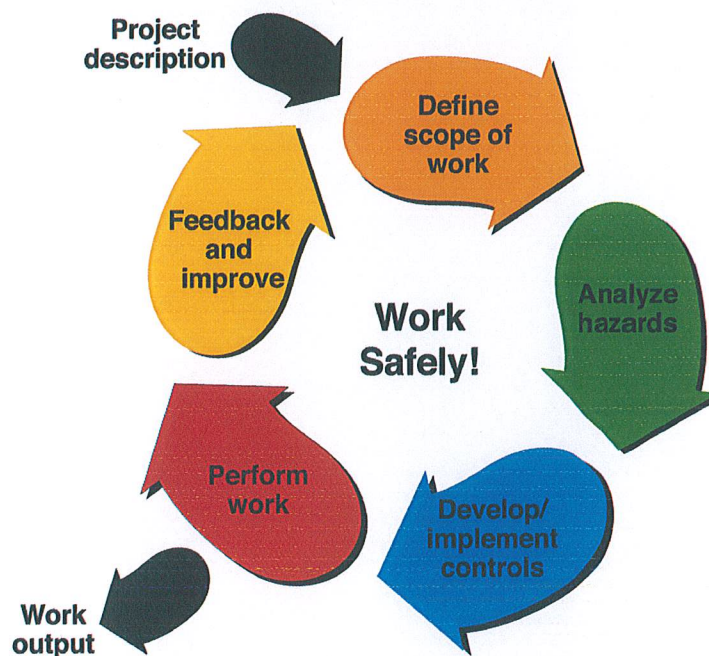 Project
description
Define
scope of
work
Analyze
hazards
Develop/
implement
controls
Perform
work
Work
output
Feedback
and
improve
Work
Safely!